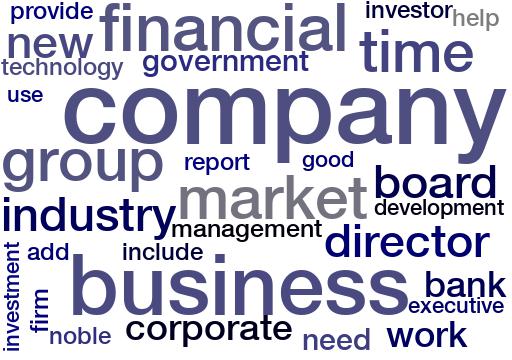 provide
financial
investor
help
new
time
technology
government
use
company
group
report
good
market
board
development
industry
management
director
add
include
business
bank
executive
investment
firm
noble
corporate
need
work